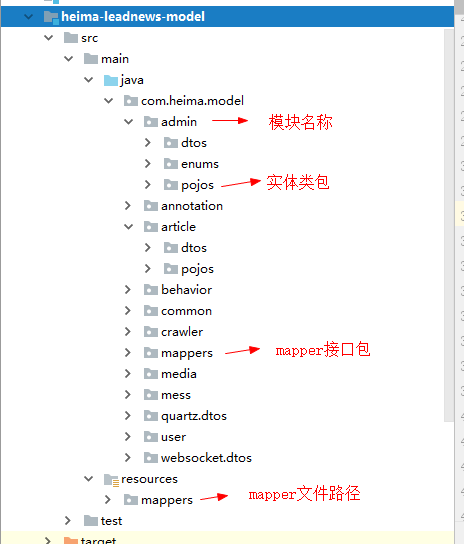 heima-leadnews-model
src
main
java
com.heima.model
admin 模块名称
dtos
enums
pojos 实体类包
annotation
article
dtos
pojos
behavior
common
crawler
mappers mapper接口包
media
mess
quartz.dtos
user
websocket.dtos
resources
mappers mapper文件路径
test
target